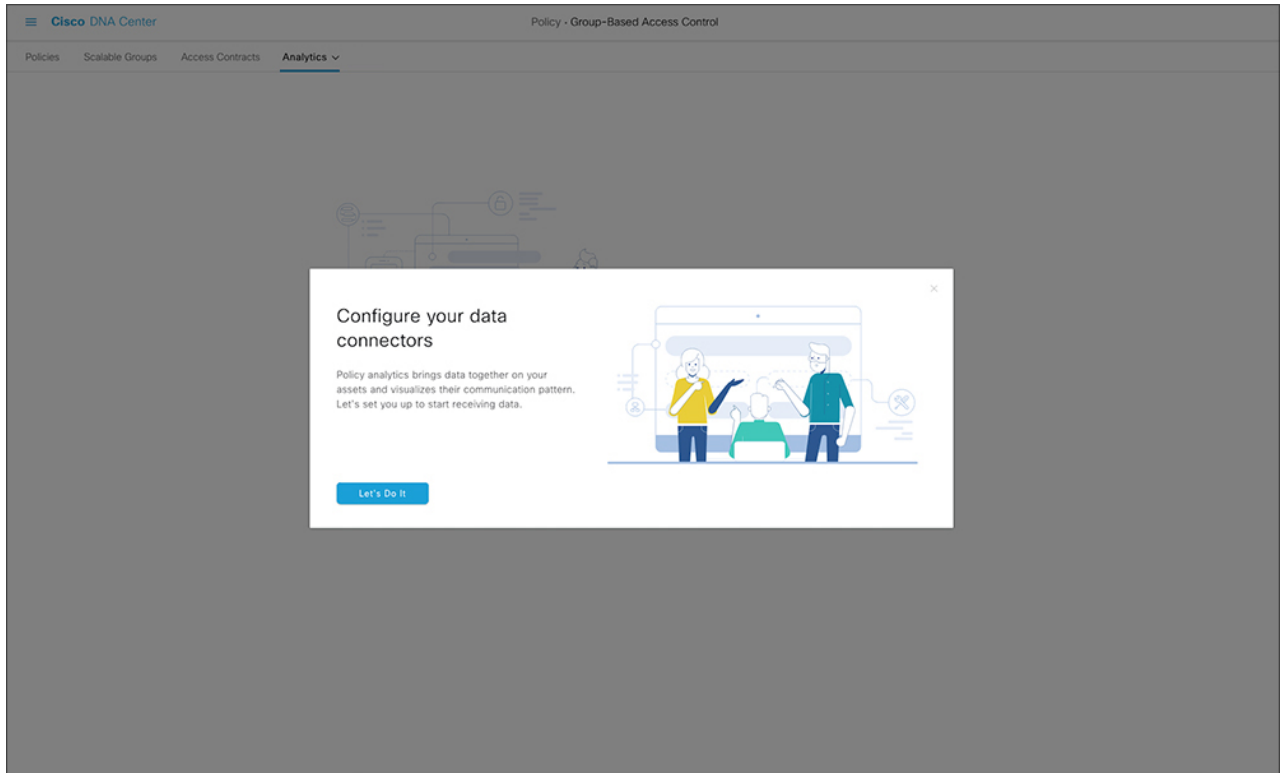 Cisco DNA Center
Policy - Group-Based Access Control
Policies Scalable Groups Access Contracts Analytics
Configure your data
connectors
Policy analytics brings data together on your
assets and visualizes their communication pattern.
Let's set you up to start receiving data.
Let's Do It